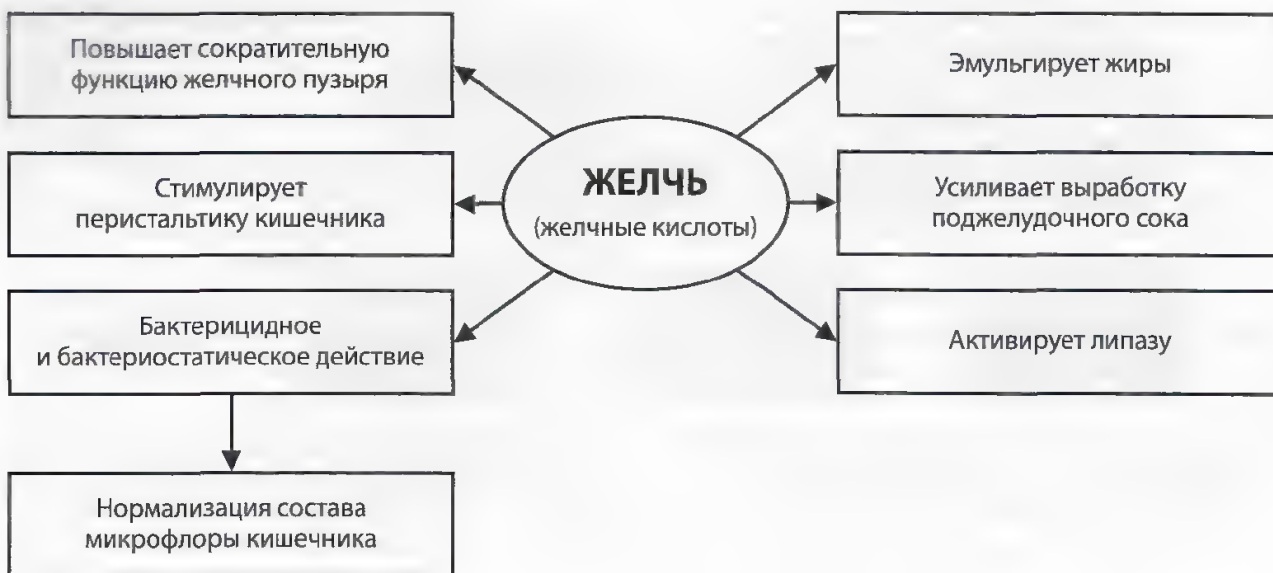 Повышает сократительную
функцию желчного пузыря
Эмульгирует жиры
ЖЕЛЧЬ
(желчные кислоты)
Стимулирует
перистальтику кишечника
Усиливает выработку
поджелудочного сока
Бактерицидное
и бактериостатическое действие
Активирует липазу
Нормализация состава
микрофлоры кишечника